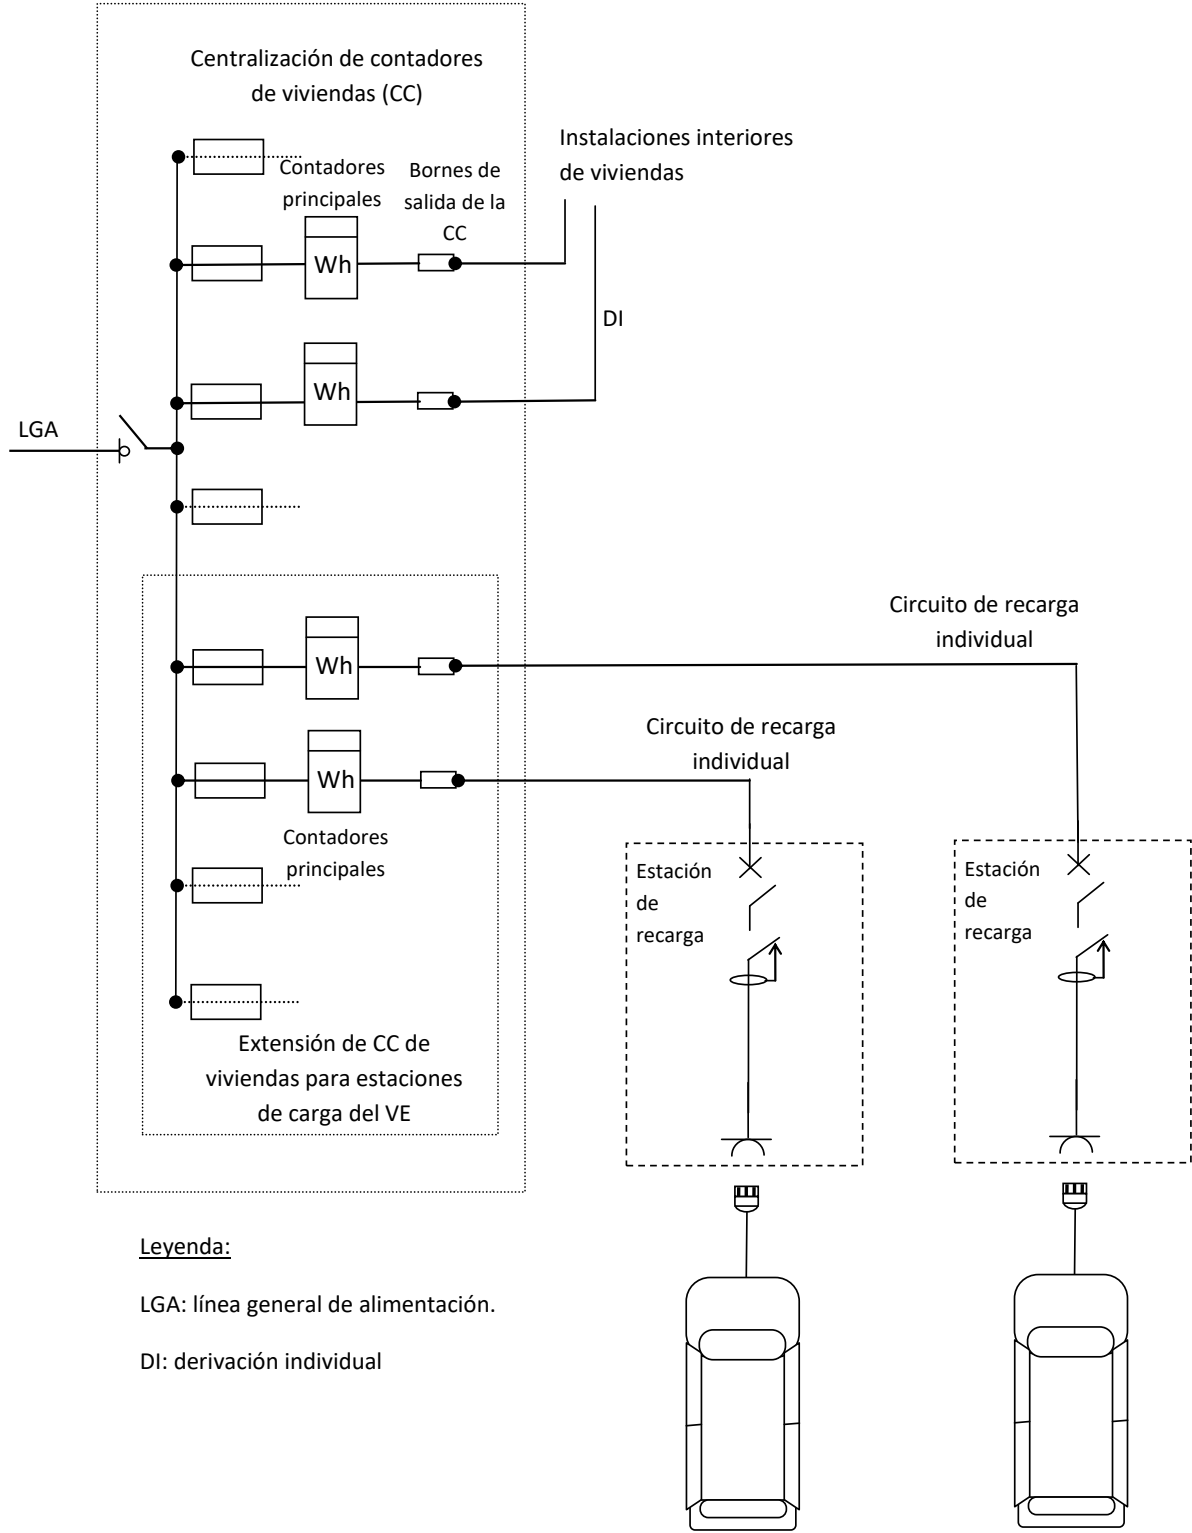 Centralización de contadores
de viviendas (CC)
Instalaciones interiores
de viviendas
Contadores
principales
Bornes de
salida de la
CC
Wh
DI
Wh
LGA
Circuito de recarga
individual
Wh
Circuito de recarga
individual
Wh
Contadores
principales
Estación
de
recarga
Estación
de
recarga
Extensión de CC de
viviendas para estaciones
de carga del VE
Leyenda:
LGA: línea general de alimentación.
DI: derivación individual